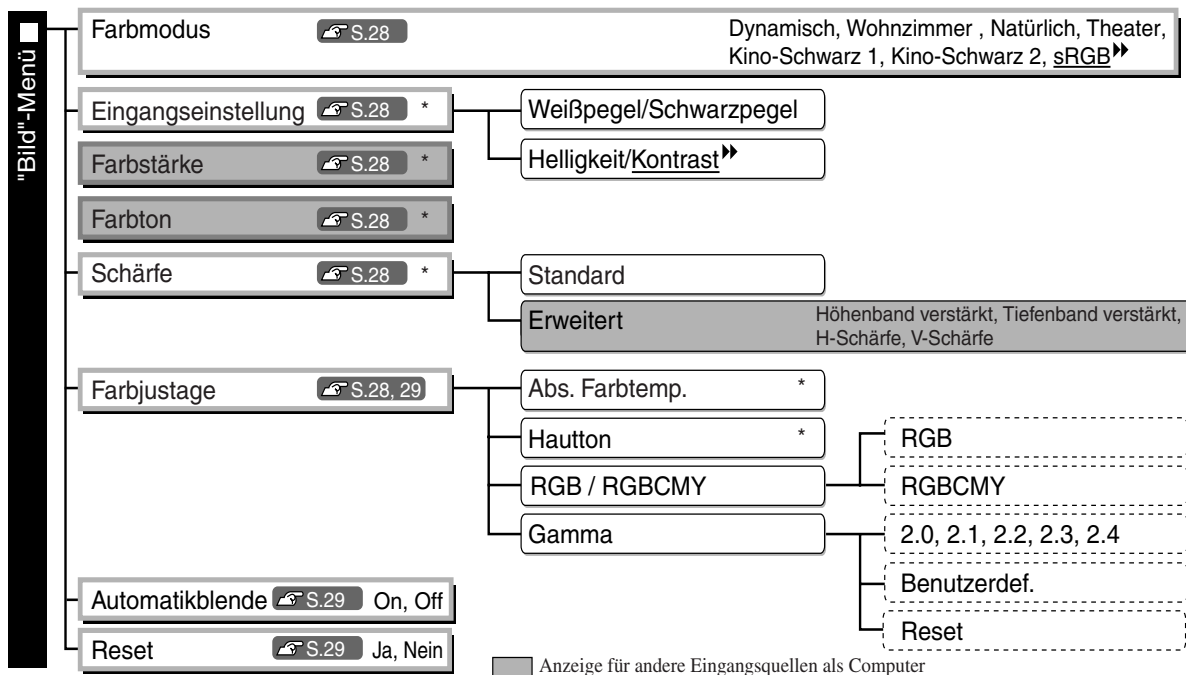 "Bild"-Menü
Farbmodus S.28 Dynamisch, Wohnzimmer , Natürlich, Theater,
Kino-Schwarz 1, Kino-Schwarz 2, sRGB
Eingangseinstellung S.28 *
Weißpegel/Schwarzpegel
Helligkeit/Kontrast
Farbstärke S.28 *
Farbton S.28 *
Schärfe S.28 *
Standard
Erweitert Höhenband verstärkt, Tiefenband verstärkt,
H-Schärfe, V-Schärfe
Farbjustage S.28, 29
Abs. Farbtemp. *
Hautton *
RGB / RGBCMY
RGB
RGBCMY
Gamma
2.0, 2.1, 2.2, 2.3, 2.4
Benutzerdef.
Reset
Automatikblende S.29 On, Off
Reset S.29 Ja, Nein
Anzeige für andere Eingangsquellen als Computer